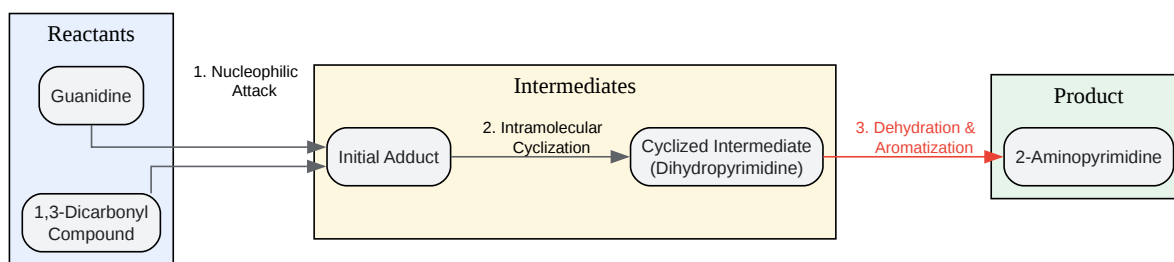 Reactants
Guanidine
1,3-Dicarbonyl
Compound
1. Nucleophilic
Attack
Intermediates
Initial Adduct
2. Intramolecular
Cyclization
Cyclized Intermediate
(Dihydropyrimidine)
3. Dehydration &
Aromatization
Product
2-Aminopyrimidine